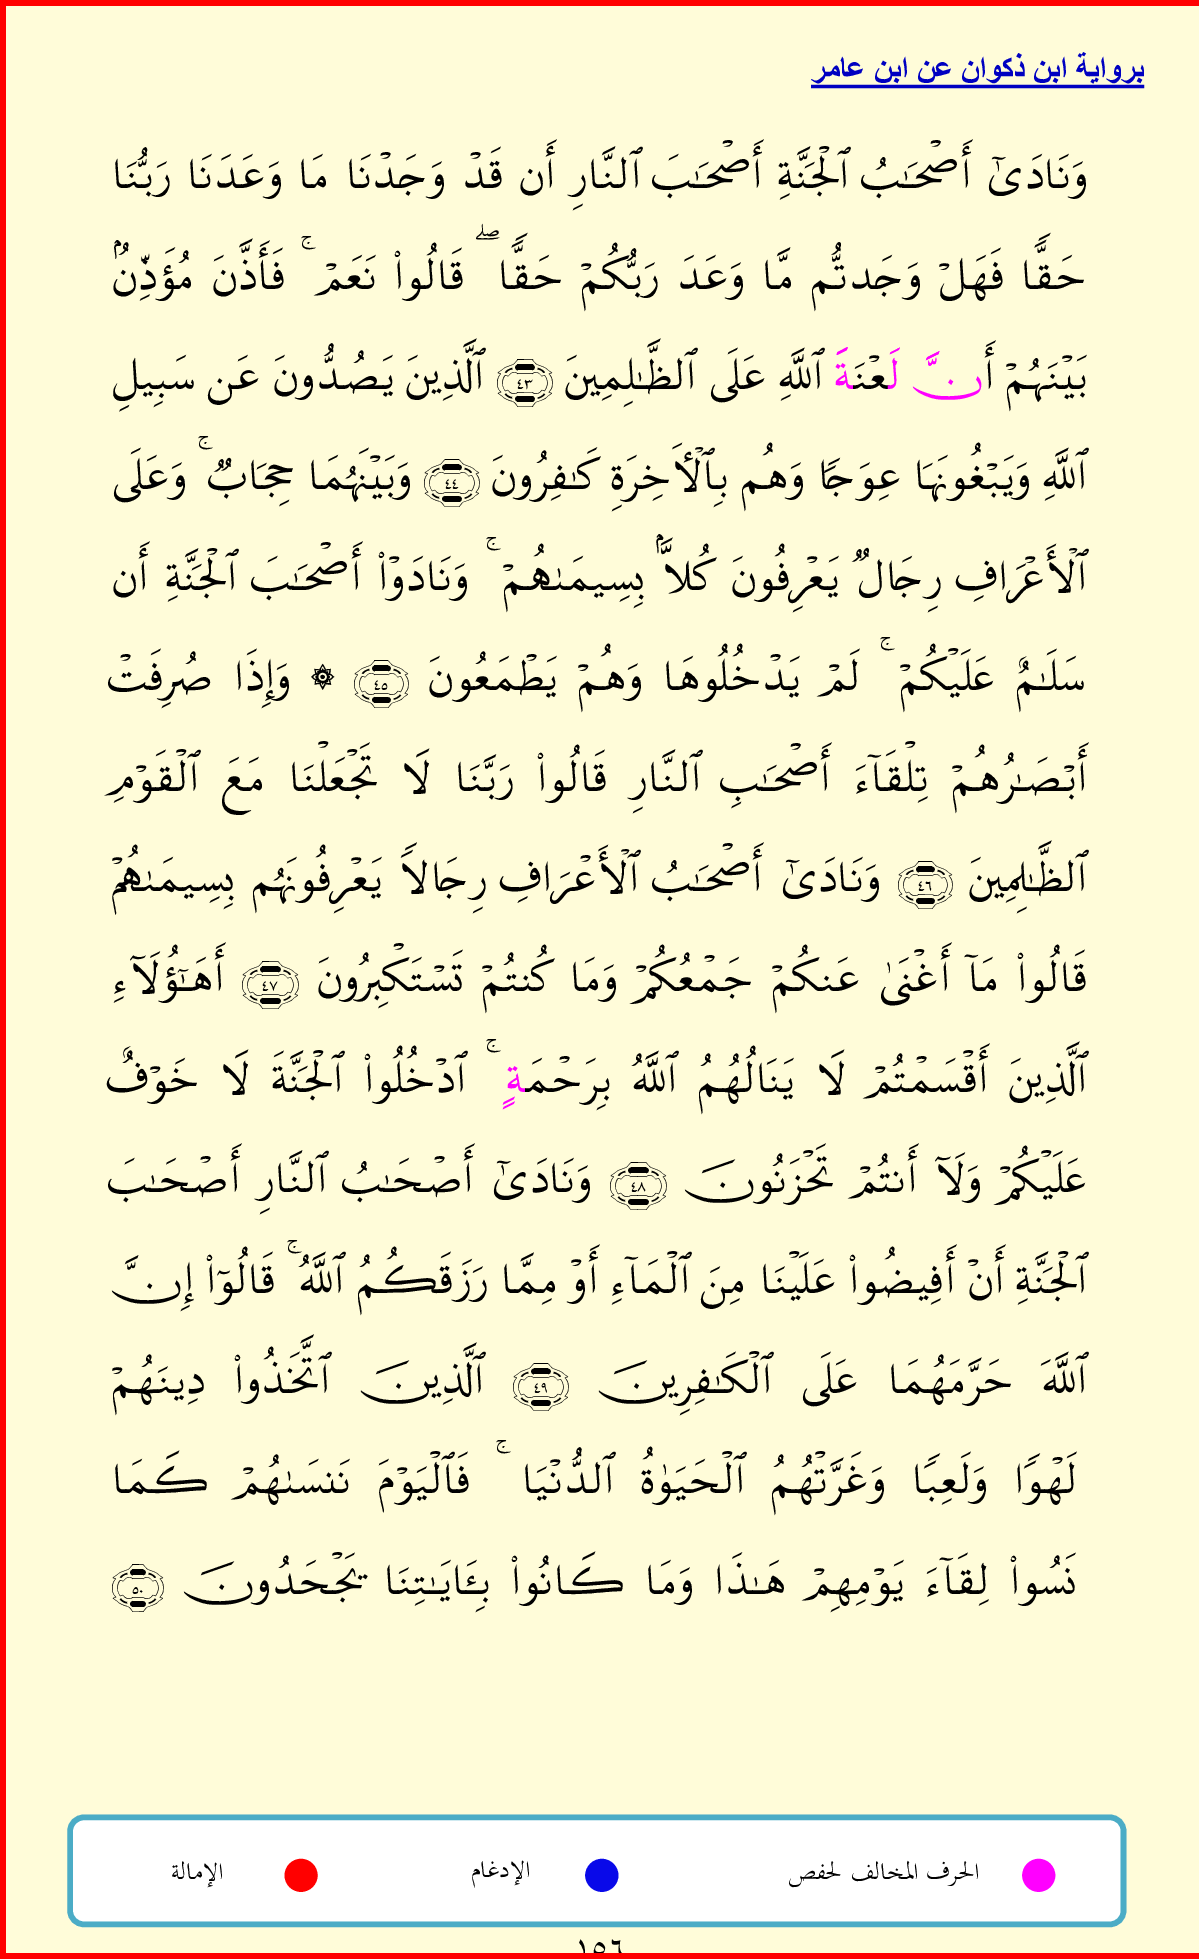 برواية ابن ذكوان عن ابن عامر
وَنَادَىٰٓ أَصۡحَٰبُ ٱلۡجَنَّةِ أَصۡحَٰبَ ٱلنَّارِ أَن قَدۡ وَجَدۡنَا مَا وَعَدَنَا رَبُّنَا
حَقّٗا فَهَلۡ وَجَدتُّم مَّا وَعَدَ رَبُّكُمۡ حَقّٗاۖ قَالُواْ نَعَمۡۚ فَأَذَّنَ مُؤَذِّنُۢ
بَيۡنَهُمۡ أَنَّ لَعۡنَةَ ٱللَّهِ عَلَى ٱلظَّٰلِمِينَ ٤٣ ٱلَّذِينَ يَصُدُّونَ عَن سَبِيلِ
ٱللَّهِ وَيَبۡغُونَهَا عِوَجٗا وَهُم بِٱلۡأٓخِرَةِ كَٰفِرُونَ ٤٤ وَبَيۡنَهُمَا حِجَابٞۚ وَعَلَى
ٱلۡأَعۡرَافِ رِجَالٞ يَعۡرِفُونَ كُلَّۢا بِسِيمَىٰهُمۡۚ وَنَادَوۡاْ أَصۡحَٰبَ ٱلۡجَنَّةِ أَن
سَلَٰمٌ عَلَيۡكُمۡۚ لَمۡ يَدۡخُلُوهَا وَهُمۡ يَطۡمَعُونَ ٤٥ ۞ وَإِذَا صُرِفَتۡ
أَبۡصَٰرُهُمۡ تِلۡقَآءَ أَصۡحَٰبِ ٱلنَّارِ قَالُواْ رَبَّنَا لَا تَجۡعَلۡنَا مَعَ ٱلۡقَوۡمِ
ٱلظَّٰلِمِينَ ٤٦ وَنَادَىٰٓ أَصۡحَٰبُ ٱلۡأَعۡرَافِ رِجَالٗا يَعۡرِفُونَهُم بِسِيمَىٰهُمۡ
قَالُواْ مَآ أَغۡنَىٰ عَنكُمۡ جَمۡعُكُمۡ وَمَا كُنتُمۡ تَسۡتَكۡبِرُونَ ٤٧ أَهَٰٓؤُلَآءِ
ٱلَّذِينَ أَقۡسَمۡتُمۡ لَا يَنَالُهُمُ ٱللَّهُ بِرَحۡمَةٍۚ ٱدۡخُلُواْ ٱلۡجَنَّةَ لَا خَوۡفٌ
عَلَيۡكُمۡ وَلَآ أَنتُمۡ تَحۡزَنُونَ ٤٨ وَنَادَىٰٓ أَصۡحَٰبُ ٱلنَّارِ أَصۡحَٰبَ
ٱلۡجَنَّةِ أَنۡ أَفِيضُواْ عَلَيۡنَا مِنَ ٱلۡمَآءِ أَوۡ مِمَّا رَزَقَكُمُ ٱللَّهُۚ قَالُوٓاْ إِنَّ
ٱللَّهَ حَرَّمَهُمَا عَلَى ٱلۡكَٰفِرِينَ ٤٩ ٱلَّذِينَ ٱتَّخَذُواْ دِينَهُمۡ
لَهۡوٗا وَلَعِبٗا وَغَرَّتۡهُمُ ٱلۡحَيَوٰةُ ٱلدُّنۡيَاۚ فَٱلۡيَوۡمَ نَنسَىٰهُمۡ كَمَا
نَسُواْ لِقَآءَ يَوۡمِهِمۡ هَٰذَا وَمَا كَانُواْ بِـَٔايَٰتِنَا يَجۡحَدُونَ ٥٠
الحرف المخالف لحفص الإدغام الإمالة
١٥٦